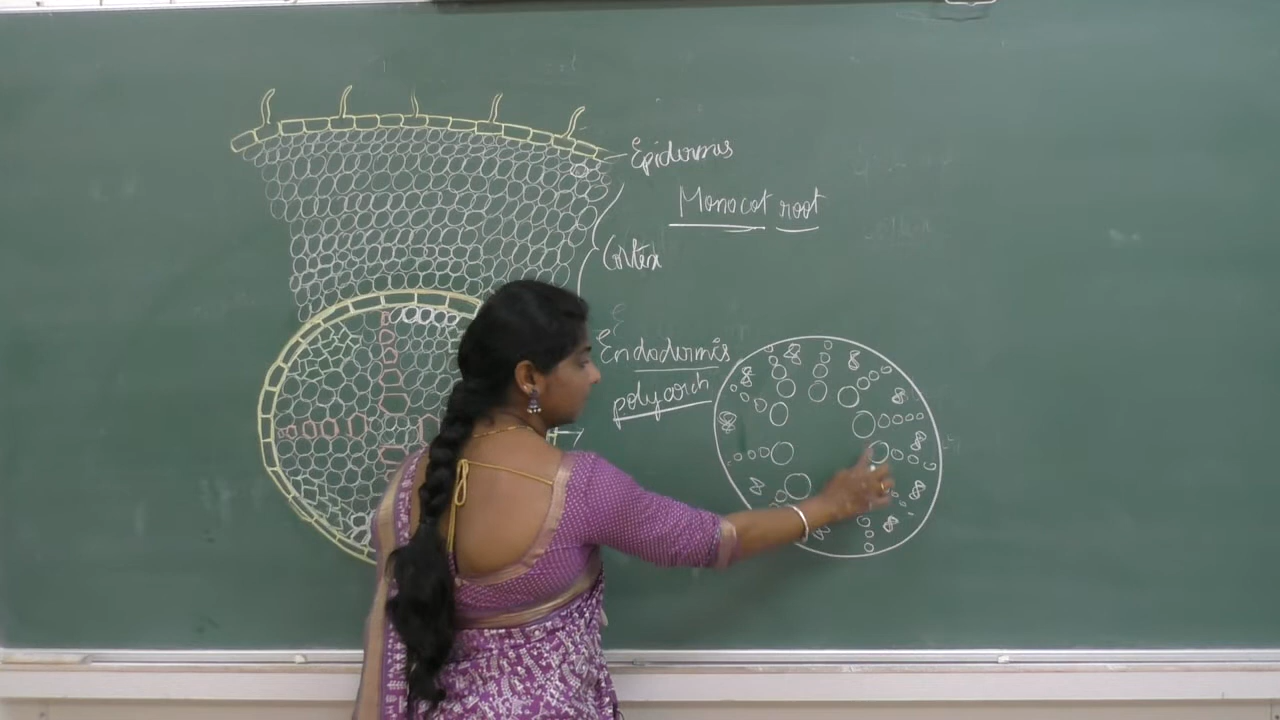 Epidermis
Monocot root
Cortex
E
Endodermis
polyarch